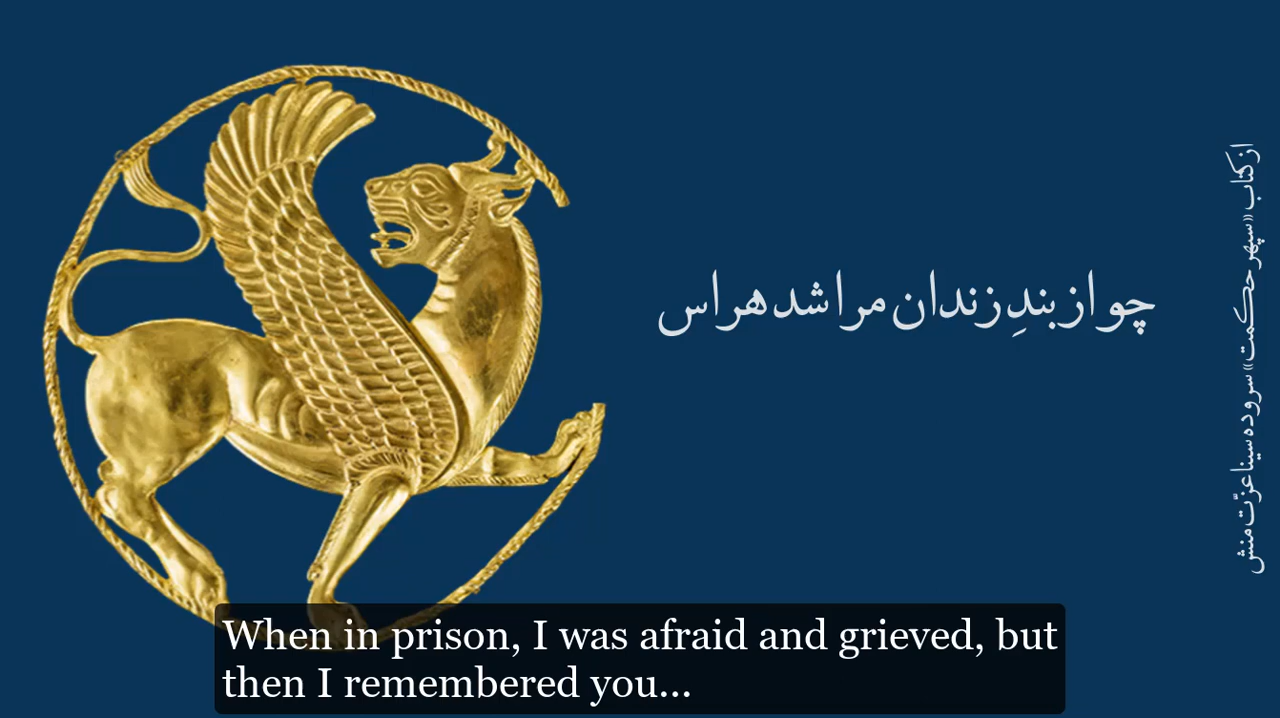 چو از بندِ زندان مرا شد هراس
از کتاب «سپهر حکمت» سروده سینا عزّت منش
When in prison, I was afraid and grieved, but
then I remembered you...